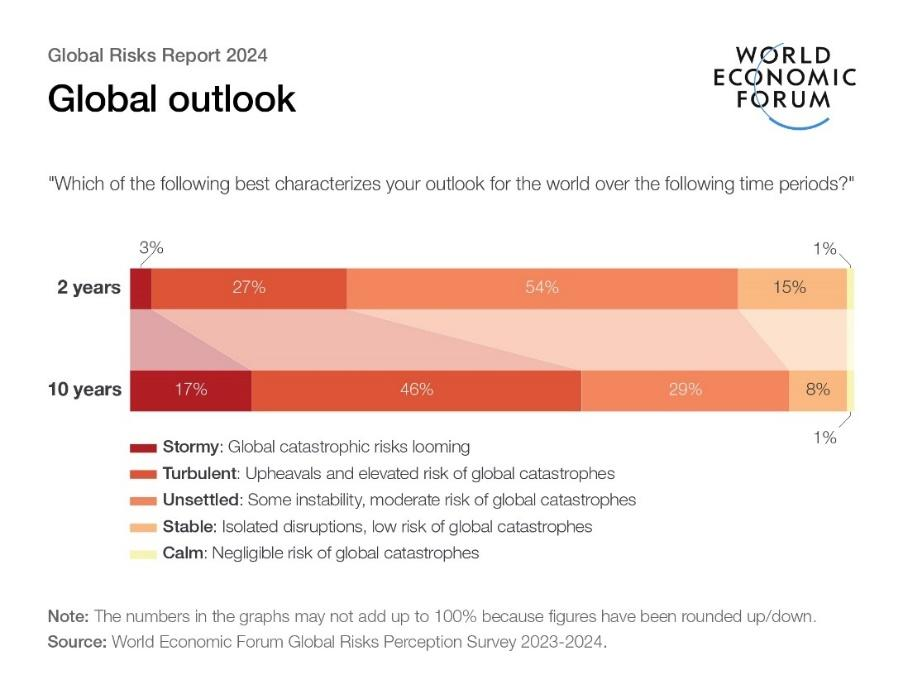 Global Risks Report 2024
Global outlook
WORLD
ECONOMIC
FORUM
"Which of the following best characterizes your outlook for the world over the following time periods?"
3% 1%
2 years 27% 54% 15%
10 years 17% 46% 29% 8%
1%
Stormy: Global catastrophic risks looming
Turbulent: Upheavals and elevated risk of global catastrophes
Unsettled: Some instability, moderate risk of global catastrophes
Stable: Isolated disruptions, low risk of global catastrophes
Calm: Negligible risk of global catastrophes
Note: The numbers in the graphs may not add up to 100% because figures have been rounded up/down.
Source: World Economic Forum Global Risks Perception Survey 2023-2024.